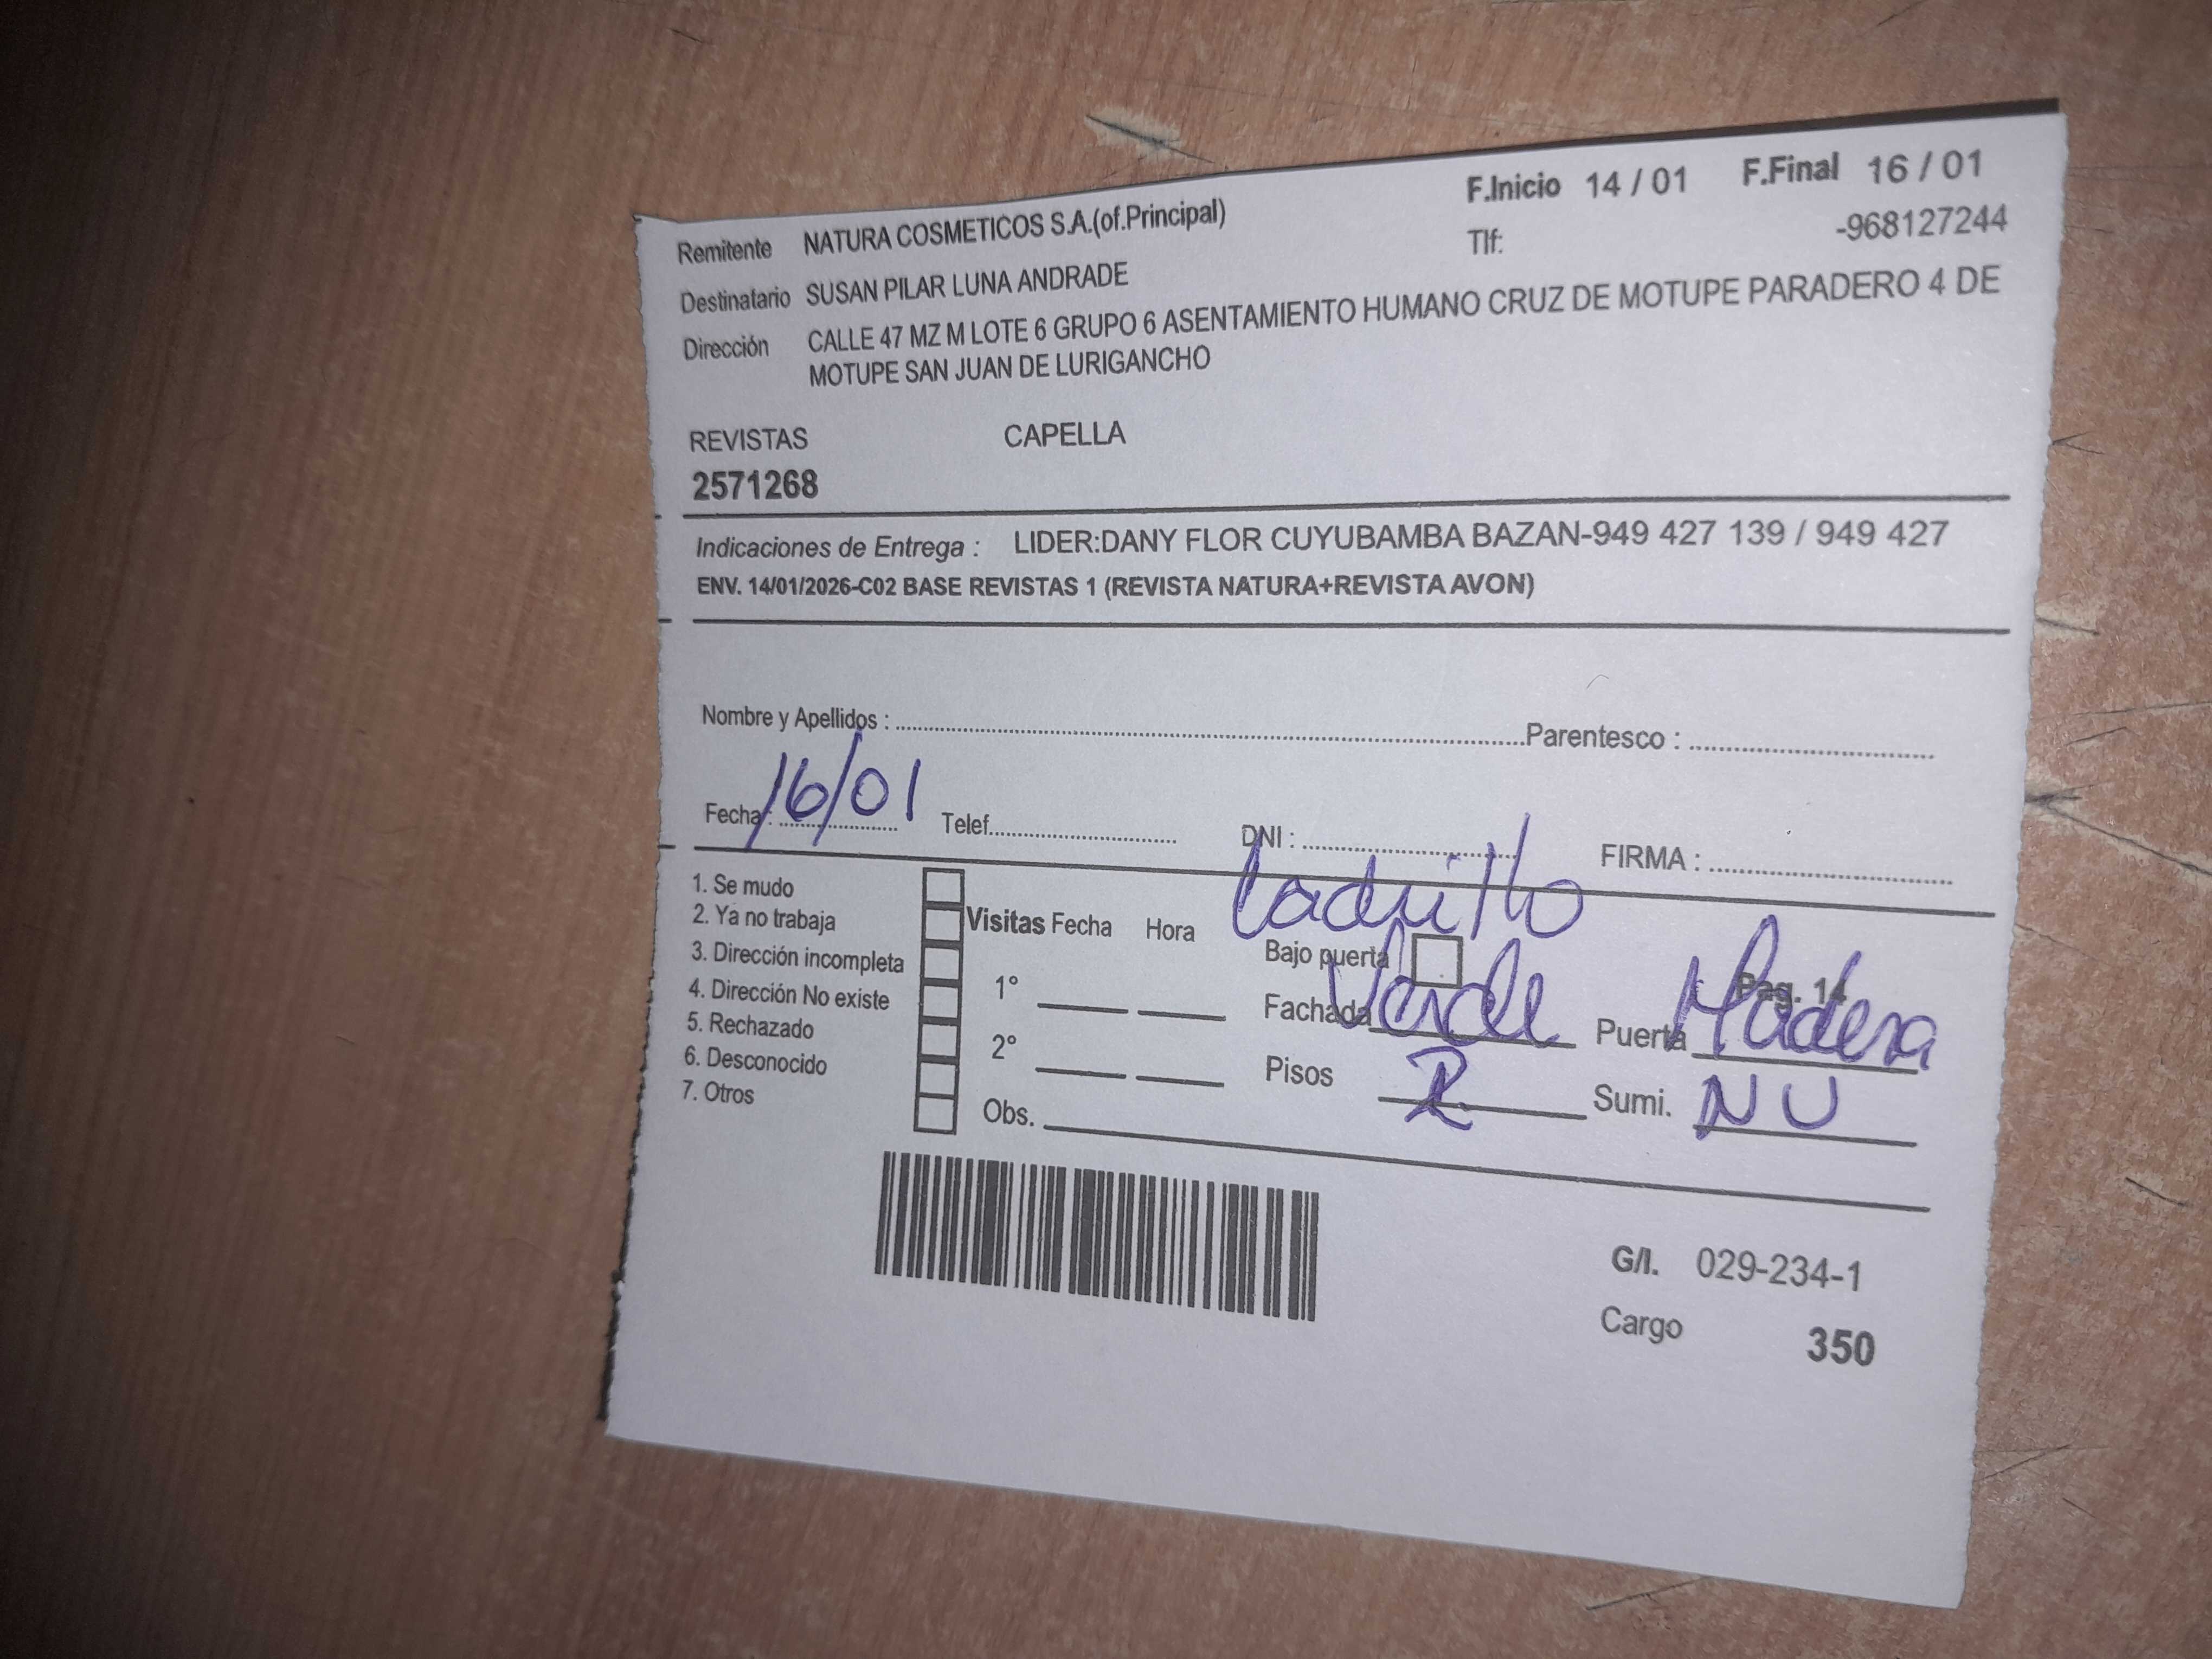 F.Inicio 14 / 01 F.Final 16 / 01
Remitente NATURA COSMETICOS S.A.(of.Principal) Tlf: -968127244
Destinatario SUSAN PILAR LUNA ANDRADE
Dirección CALLE 47 MZ M LOTE 6 GRUPO 6 ASENTAMIENTO HUMANO CRUZ DE MOTUPE PARADERO 4 DE
MOTUPE SAN JUAN DE LURIGANCHO
REVISTAS CAPELLA
2571268
Indicaciones de Entrega : LIDER:DANY FLOR CUYUBAMBA BAZAN-949 427 139 / 949 427
ENV. 14/01/2026-C02 BASE REVISTAS 1 (REVISTA NATURA+REVISTA AVON)
Nombre y Apellidos : Parentesco :
Fecha : 16/01 Telef. DNI : FIRMA :
Ladrillo
1. Se mudo
2. Ya no trabaja
3. Dirección incompleta
4. Dirección No existe
5. Rechazado
6. Desconocido
7. Otros
Visitas Fecha Hora
1°
2°
Obs.
Bajo puerta
Pag. 14
Fachada Verde Puerta Madera
Pisos 2 Sumi. NU
G/I. 029-234-1
Cargo 350